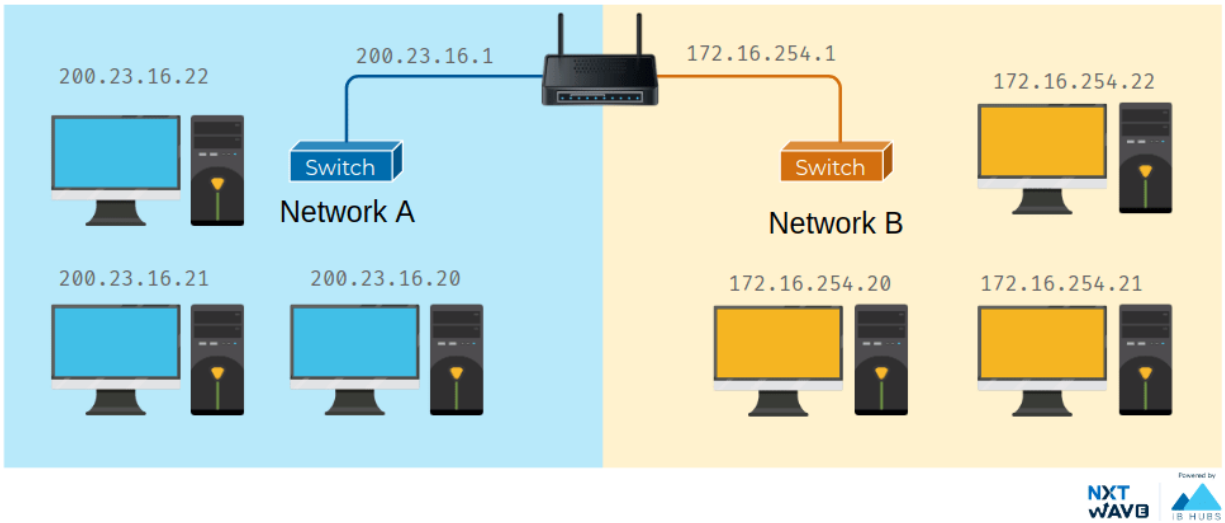 200.23.16.1
172.16.254.1
200.23.16.22
172.16.254.22
Switch
Switch
Network A
Network B
200.23.16.21
200.23.16.20
172.16.254.20
172.16.254.21
Powered by
NXT
WAVE
iB HUBS